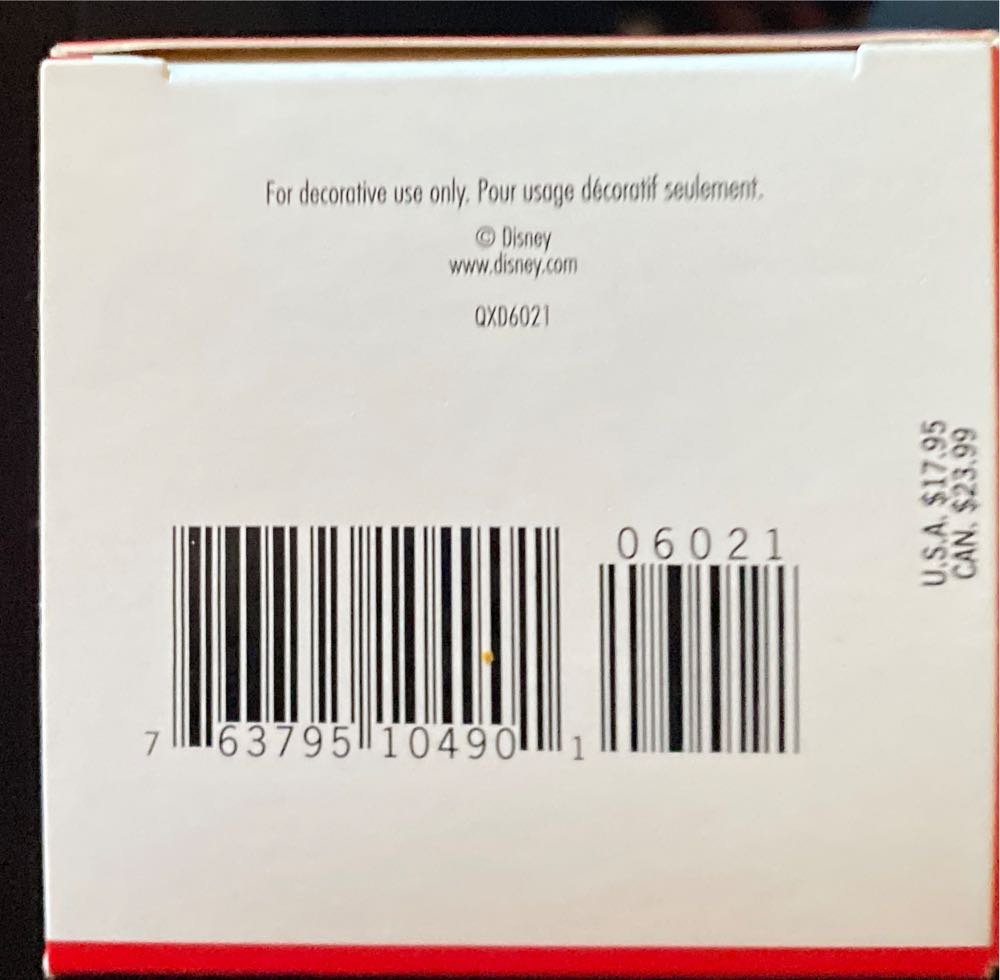 For decorative use only. Pour usage décoratif seulement.
© Disney
www.disney.com
QXD6021
U.S.A. $17.95
CAN. $23.99
06021
7 63795 10490 1